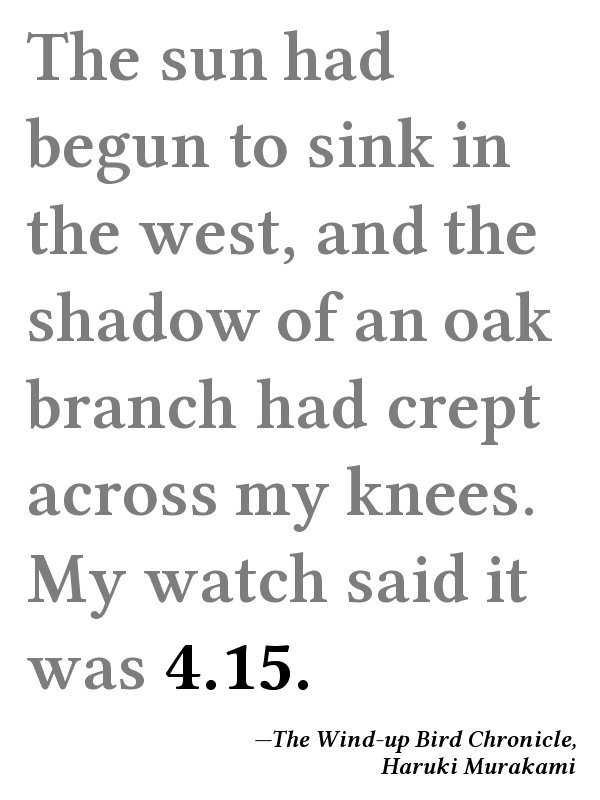 The sun had
begun to sink in
the west, and the
shadow of an oak
branch had crept
across my knees.
My watch said it
was 4.15.
—The Wind-up Bird Chronicle,
Haruki Murakami